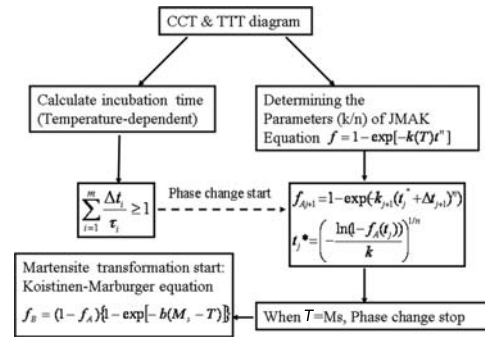 CCT & TTT diagram
Calculate incubation time
(Temperature-dependent)
Determining the
Parameters (k/n) of JMAK
Equation f = 1 − exp[−k(T)tⁿ]
∑_{i=1}^{m} Δt_i/τ_i ≥ 1
Phase change start
f_{Aj+1} = 1 − exp(−k_{j+1}(t_j^* + Δt_{j+1})^n)
t_j* = (−ln(1 − f_A(t_j))/k)^{1/n}
Martensite transformation start:
Koistinen-Marburger equation
f_B = (1 − f_A){1 − exp[−b(M_s − T)]}
When T=Ms, Phase change stop